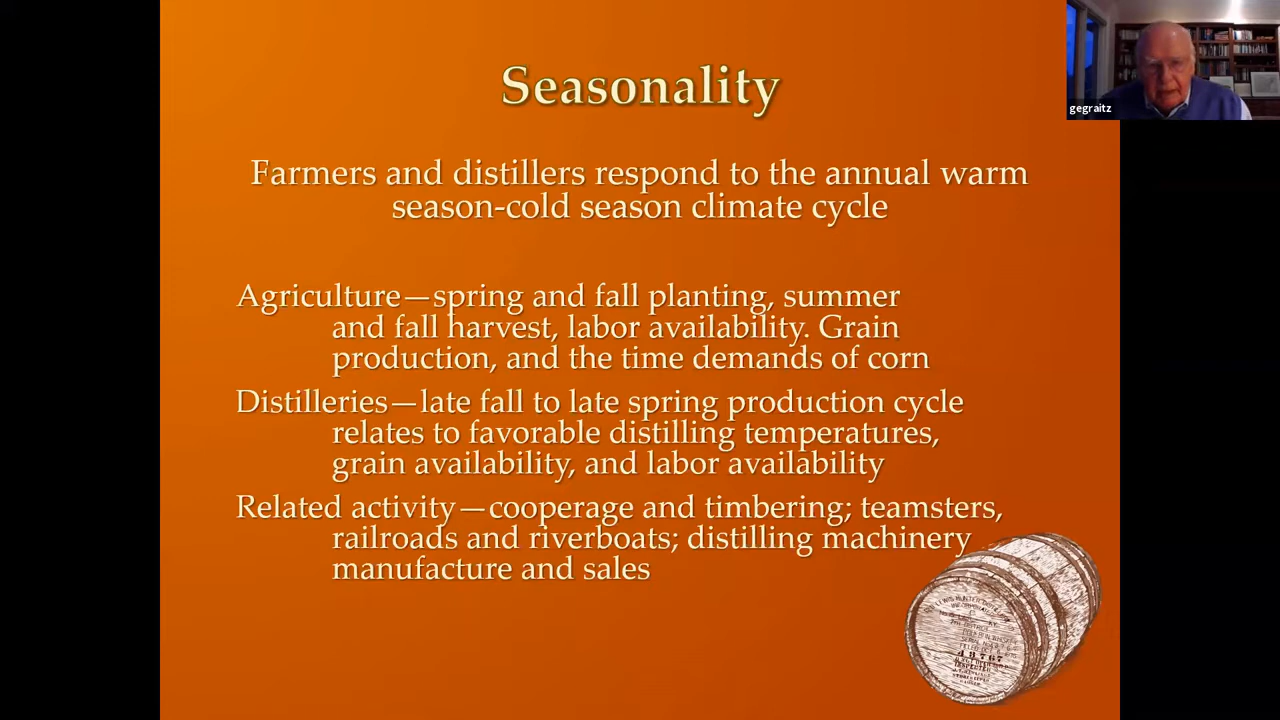 Seasonality
gegraitz
Farmers and distillers respond to the annual warm
season-cold season climate cycle
Agriculture—spring and fall planting, summer
and fall harvest, labor availability. Grain
production, and the time demands of corn
Distilleries—late fall to late spring production cycle
relates to favorable distilling temperatures,
grain availability, and labor availability
Related activity—cooperage and timbering; teamsters,
railroads and riverboats; distilling machinery
manufacture and sales